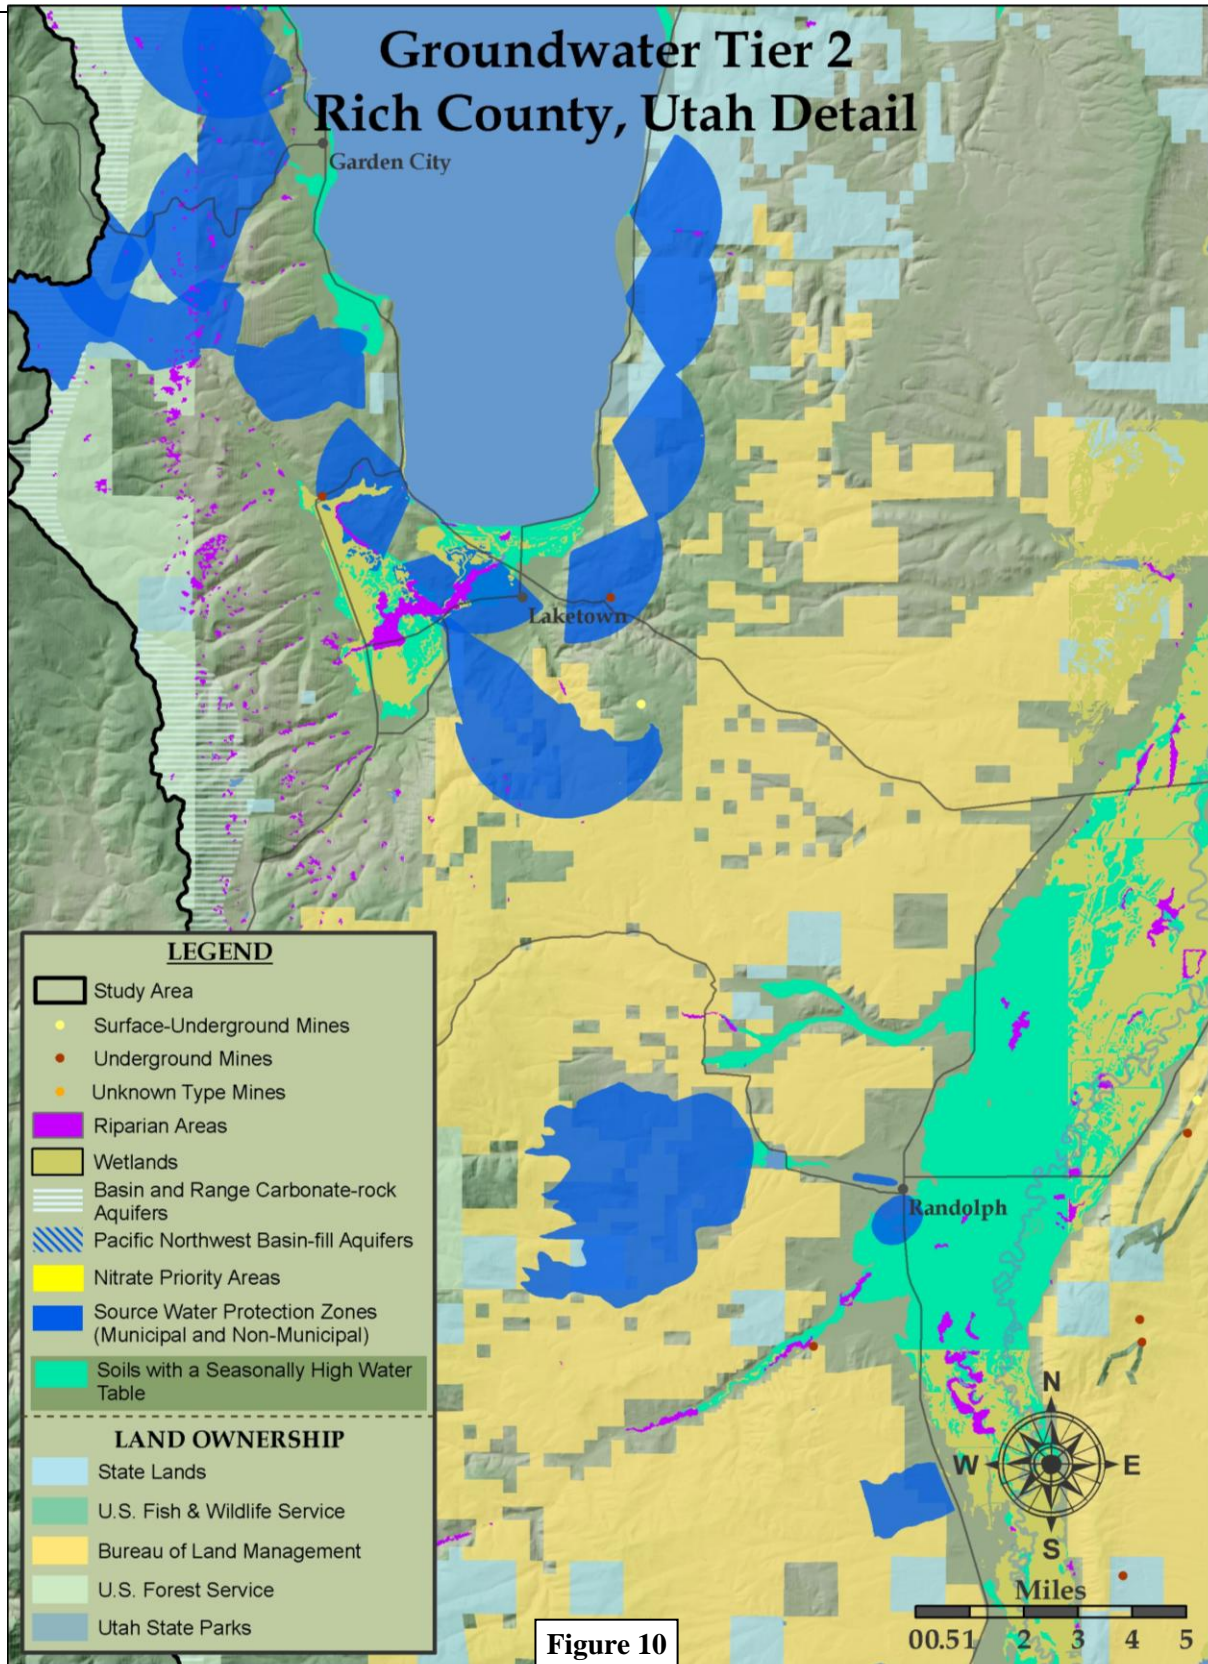 Groundwater Tier 2
Rich County, Utah Detail
Garden City
Laketown
Randolph
LEGEND
Study Area
Surface-Underground Mines
Underground Mines
Unknown Type Mines
Riparian Areas
Wetlands
Basin and Range Carbonate-rock
Aquifers
Pacific Northwest Basin-fill Aquifers
Nitrate Priority Areas
Source Water Protection Zones
(Municipal and Non-Municipal)
Soils with a Seasonally High Water
Table
LAND OWNERSHIP
State Lands
U.S. Fish & Wildlife Service
Bureau of Land Management
U.S. Forest Service
Utah State Parks
N
W E
S
Miles
00.51 2 3 4 5
Figure 10